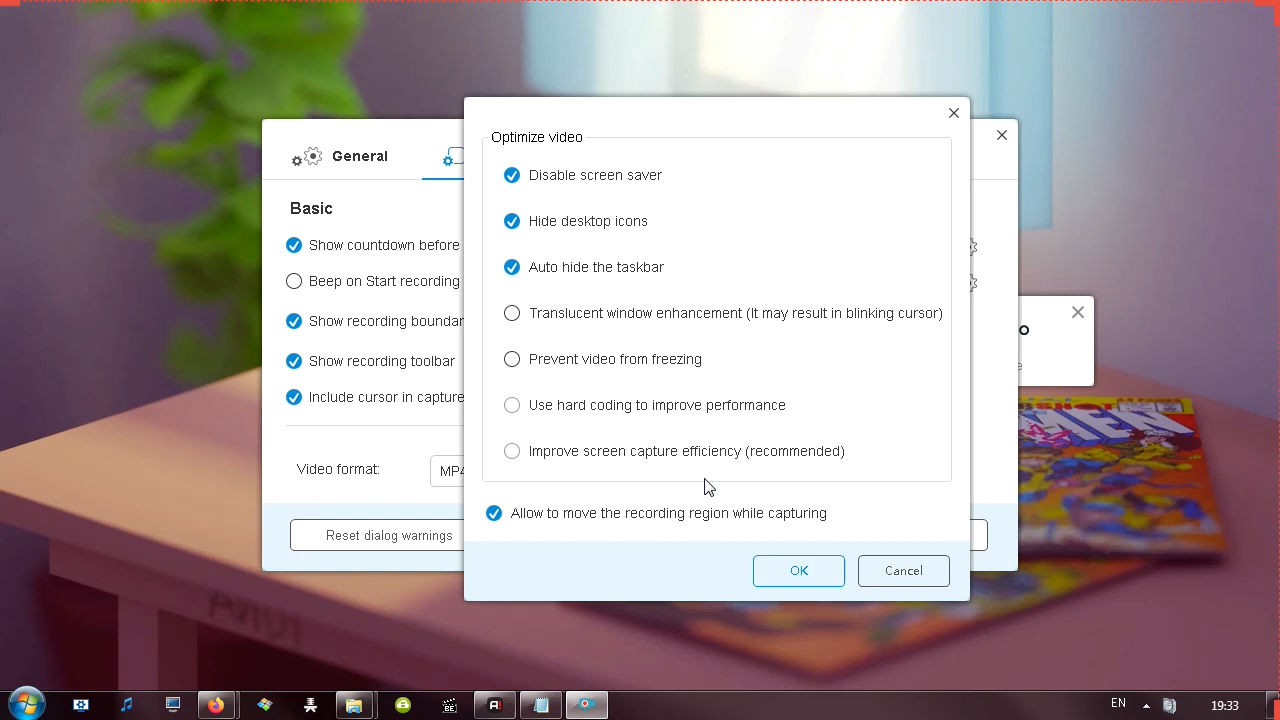 Optimize video
Disable screen saver
Hide desktop icons
Auto hide the taskbar
Translucent window enhancement (It may result in blinking cursor)
Prevent video from freezing
Use hard coding to improve performance
Improve screen capture efficiency (recommended)
Allow to move the recording region while capturing
OK
Cancel
General
Basic
Show countdown before
Beep on Start recording
Show recording boundar
Show recording toolbar
Include cursor in capture
Video format:
MP4
Reset dialog warnings
o
e
MEN
BE
A!
EN
19:33